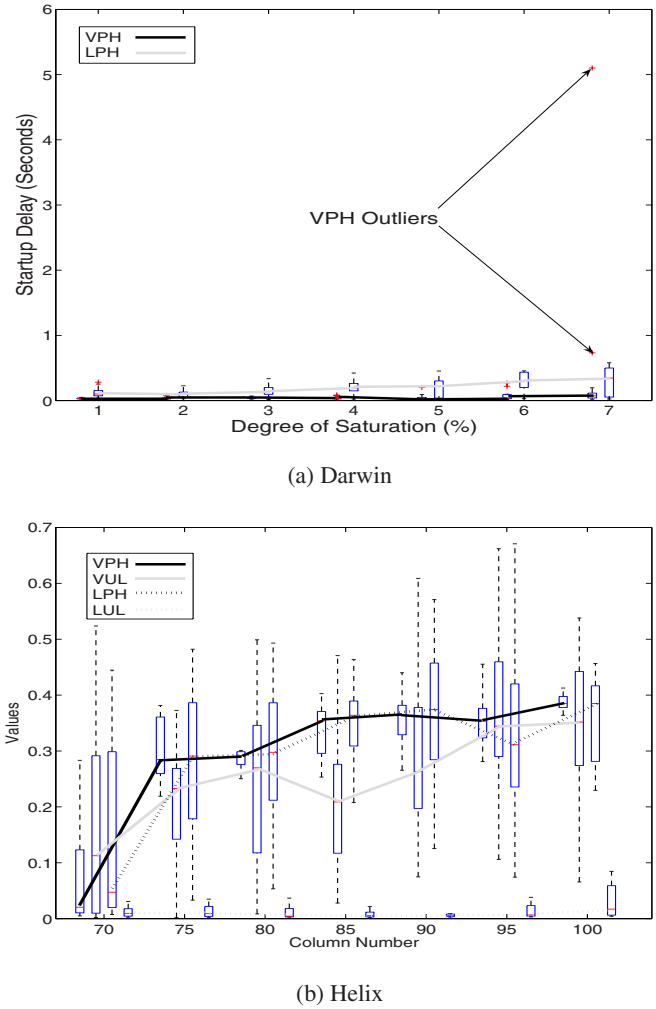 6
5
4
3
2
1
0
Startup Delay (Seconds)
VPH
LPH
VPH Outliers
1 2 3 4 5 6 7
Degree of Saturation (%)
(a) Darwin
0.7
0.6
0.5
0.4
0.3
0.2
0.1
0
Values
VPH
VUL
LPH
LUL
70 75 80 85 90 95 100
Column Number
(b) Helix